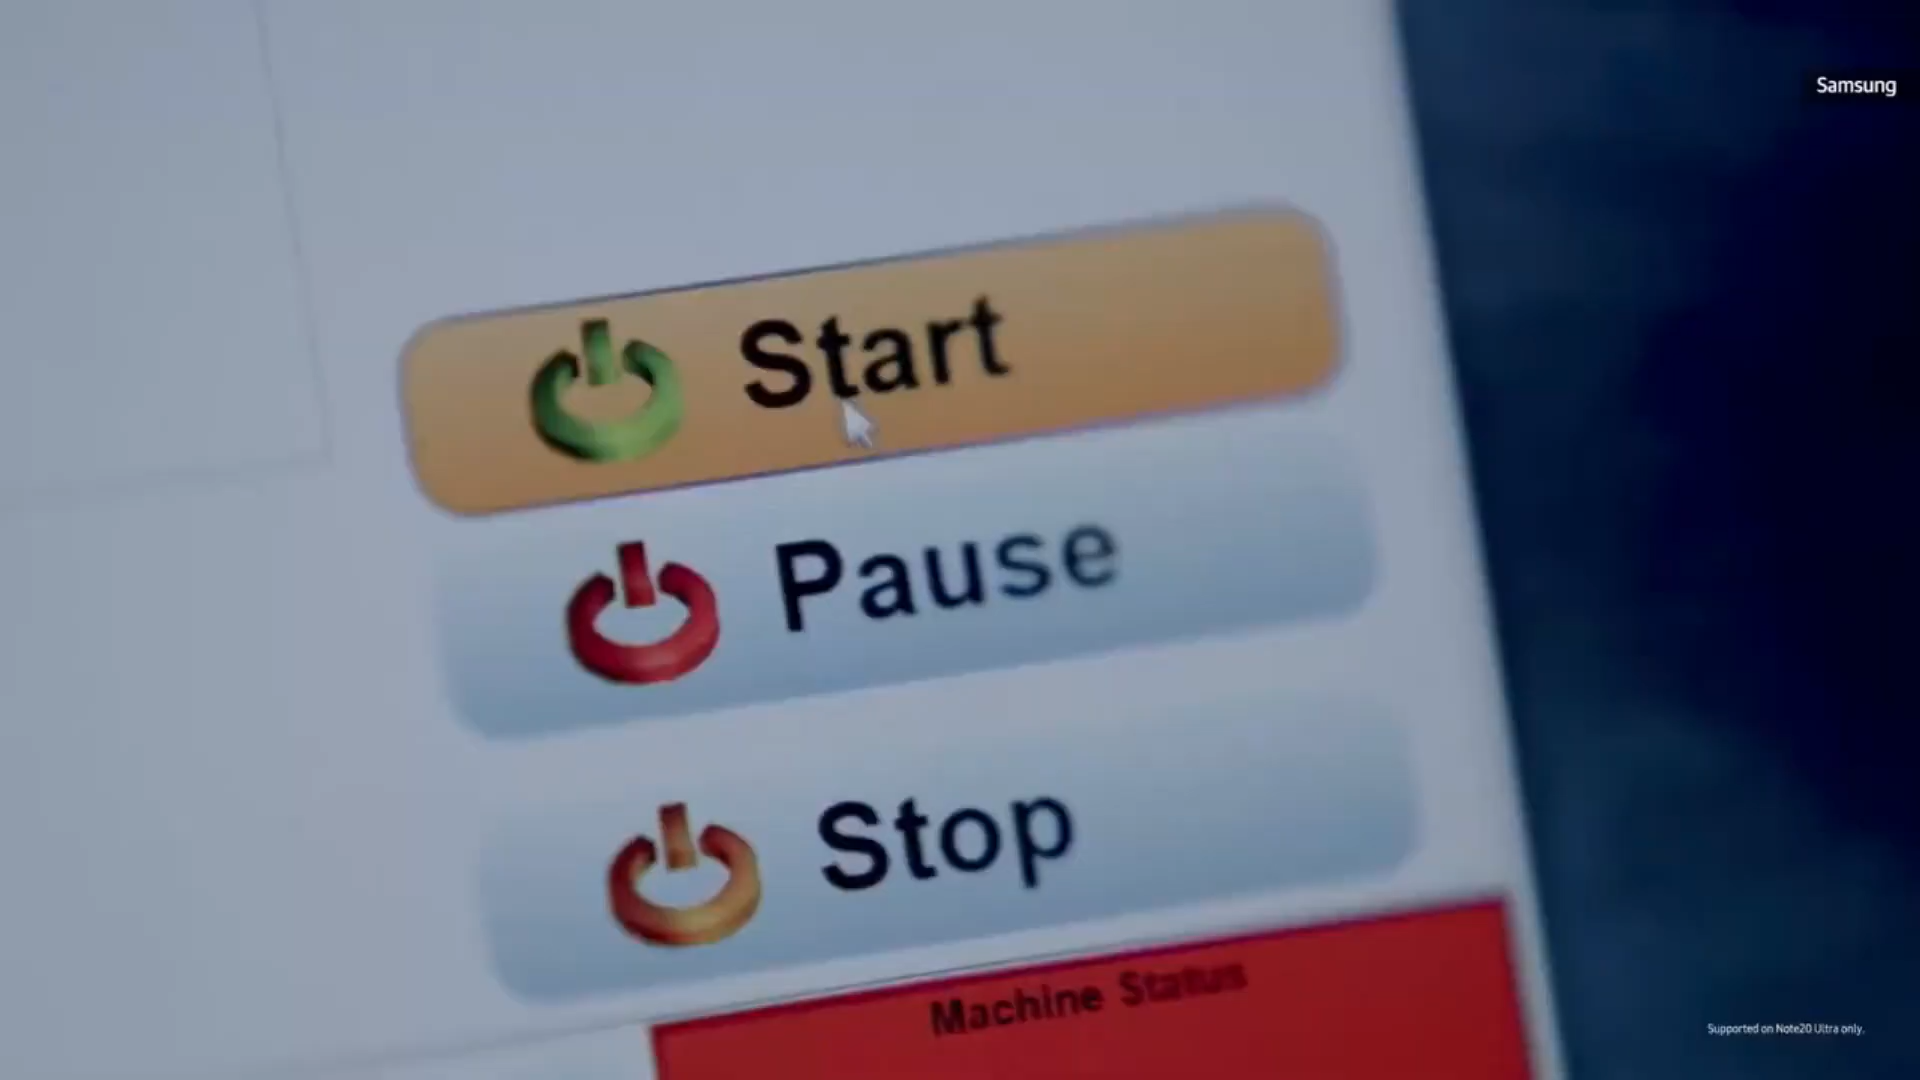 Samsung
Start
Pause
Stop
Machine Status
Supported on Note20 Ultra only.